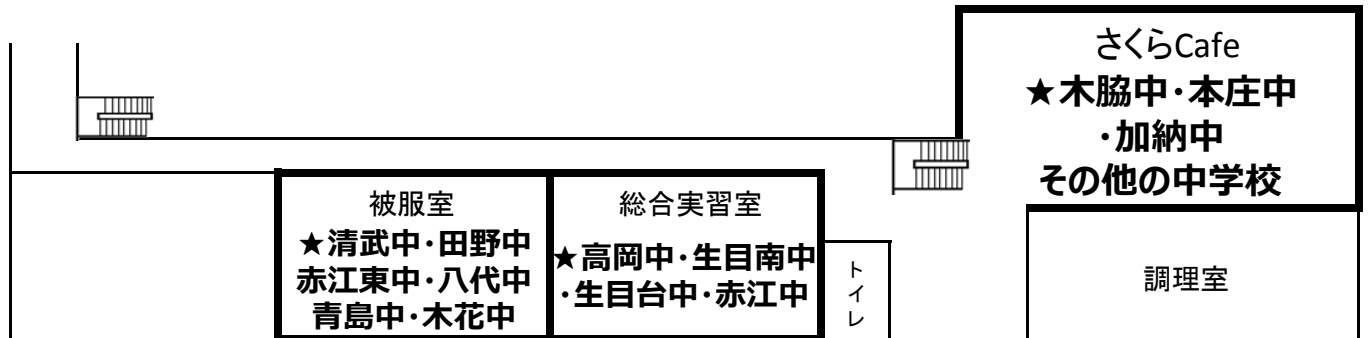 さくらCafe
★木脇中・本庄中
・加納中
その他の中学校
被服室
★清武中・田野中
赤江東中・八代中
青島中・木花中
総合実習室
★高岡中・生目南中
・生目台中・赤江中
トイレ
調理室